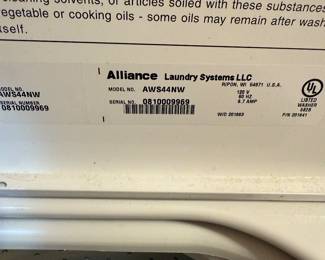 cleaning solvents, or articles soiled with these substances
vegetable or cooking oils - some oils may remain after wash
self.
Alliance Laundry Systems LLC
RIPON, WI 54971 U.S.A.
MODEL NO. AWS44NW
SERIAL NO. 0810009969
120 V
60 HZ
9.7 AMP
W/D 201663
P/N 201641
UL
LISTED
WASHER
MODEL NO.
AWS44NW
SERIAL NUMBER
0810009969